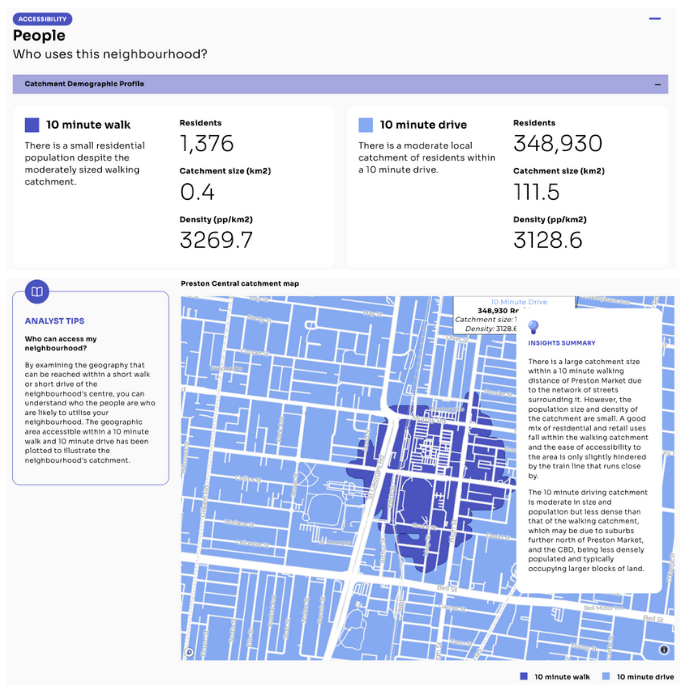 ACCESSIBILITY
People
Who uses this neighbourhood?
Catchment Demographic Profile
10 minute walk
There is a small residential
population despite the
moderately sized walking
catchment.
Residents
1,376
Catchment size (km2)
0.4
Density (pp/km2)
3269.7
10 minute drive
There is a moderate local
catchment of residents within
a 10 minute drive.
Residents
348,930
Catchment size (km2)
111.5
Density (pp/km2)
3128.6
ANALYST TIPS
Who can access my
neighbourhood?
By examining the geography that
can be reached within a short walk
or short drive of the
neighbourhood's centre, you can
understand who the people are who
are likely to utilise your
neighbourhood. The geographic
area accessible within a 10 minute
walk and 10 minute drive has been
plotted to illustrate the
neighbourhood's catchment.
Preston Central catchment map
10 Minute Drive
348,930 Re
Catchment size: 1
Density: 3128.6
INSIGHTS SUMMARY
There is a large catchment size
within a 10 minute walking
distance of Preston Market due
to the network of streets
surrounding it. However, the
population size and density of
the catchment are small. A good
mix of residential and retail uses
fall within the walking catchment
and the ease of accessibility to
the area is only slightly hindered
by the train line that runs close
by.
The 10 minute driving catchment
is moderate in size and
population but less dense than
that of the walking catchment,
which may be due to suburbs
further north of Preston Market,
and the CBD, being less densely
populated and typically
occupying larger blocks of land.
Bell St
Bell St
10 minute walk
10 minute drive